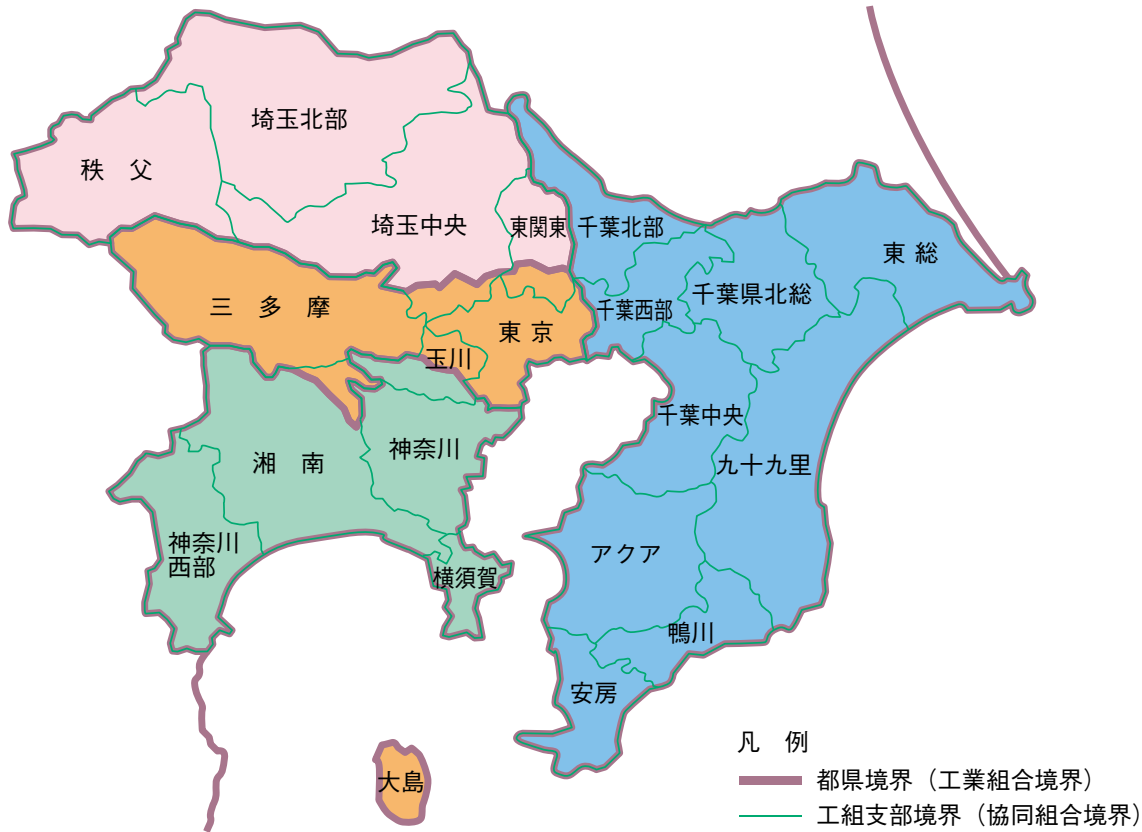 埼玉北部
秩　父
埼玉中央
東関東
千葉北部
東 総
三　多　摩
千葉県北総
千葉西部
東 京
玉川
千葉中央
神奈川
湘　南
九十九里
神奈川
西部
アクア
横須賀
鴨川
安房
大島
凡　例
都県境界（工業組合境界）
工組支部境界（協同組合境界）